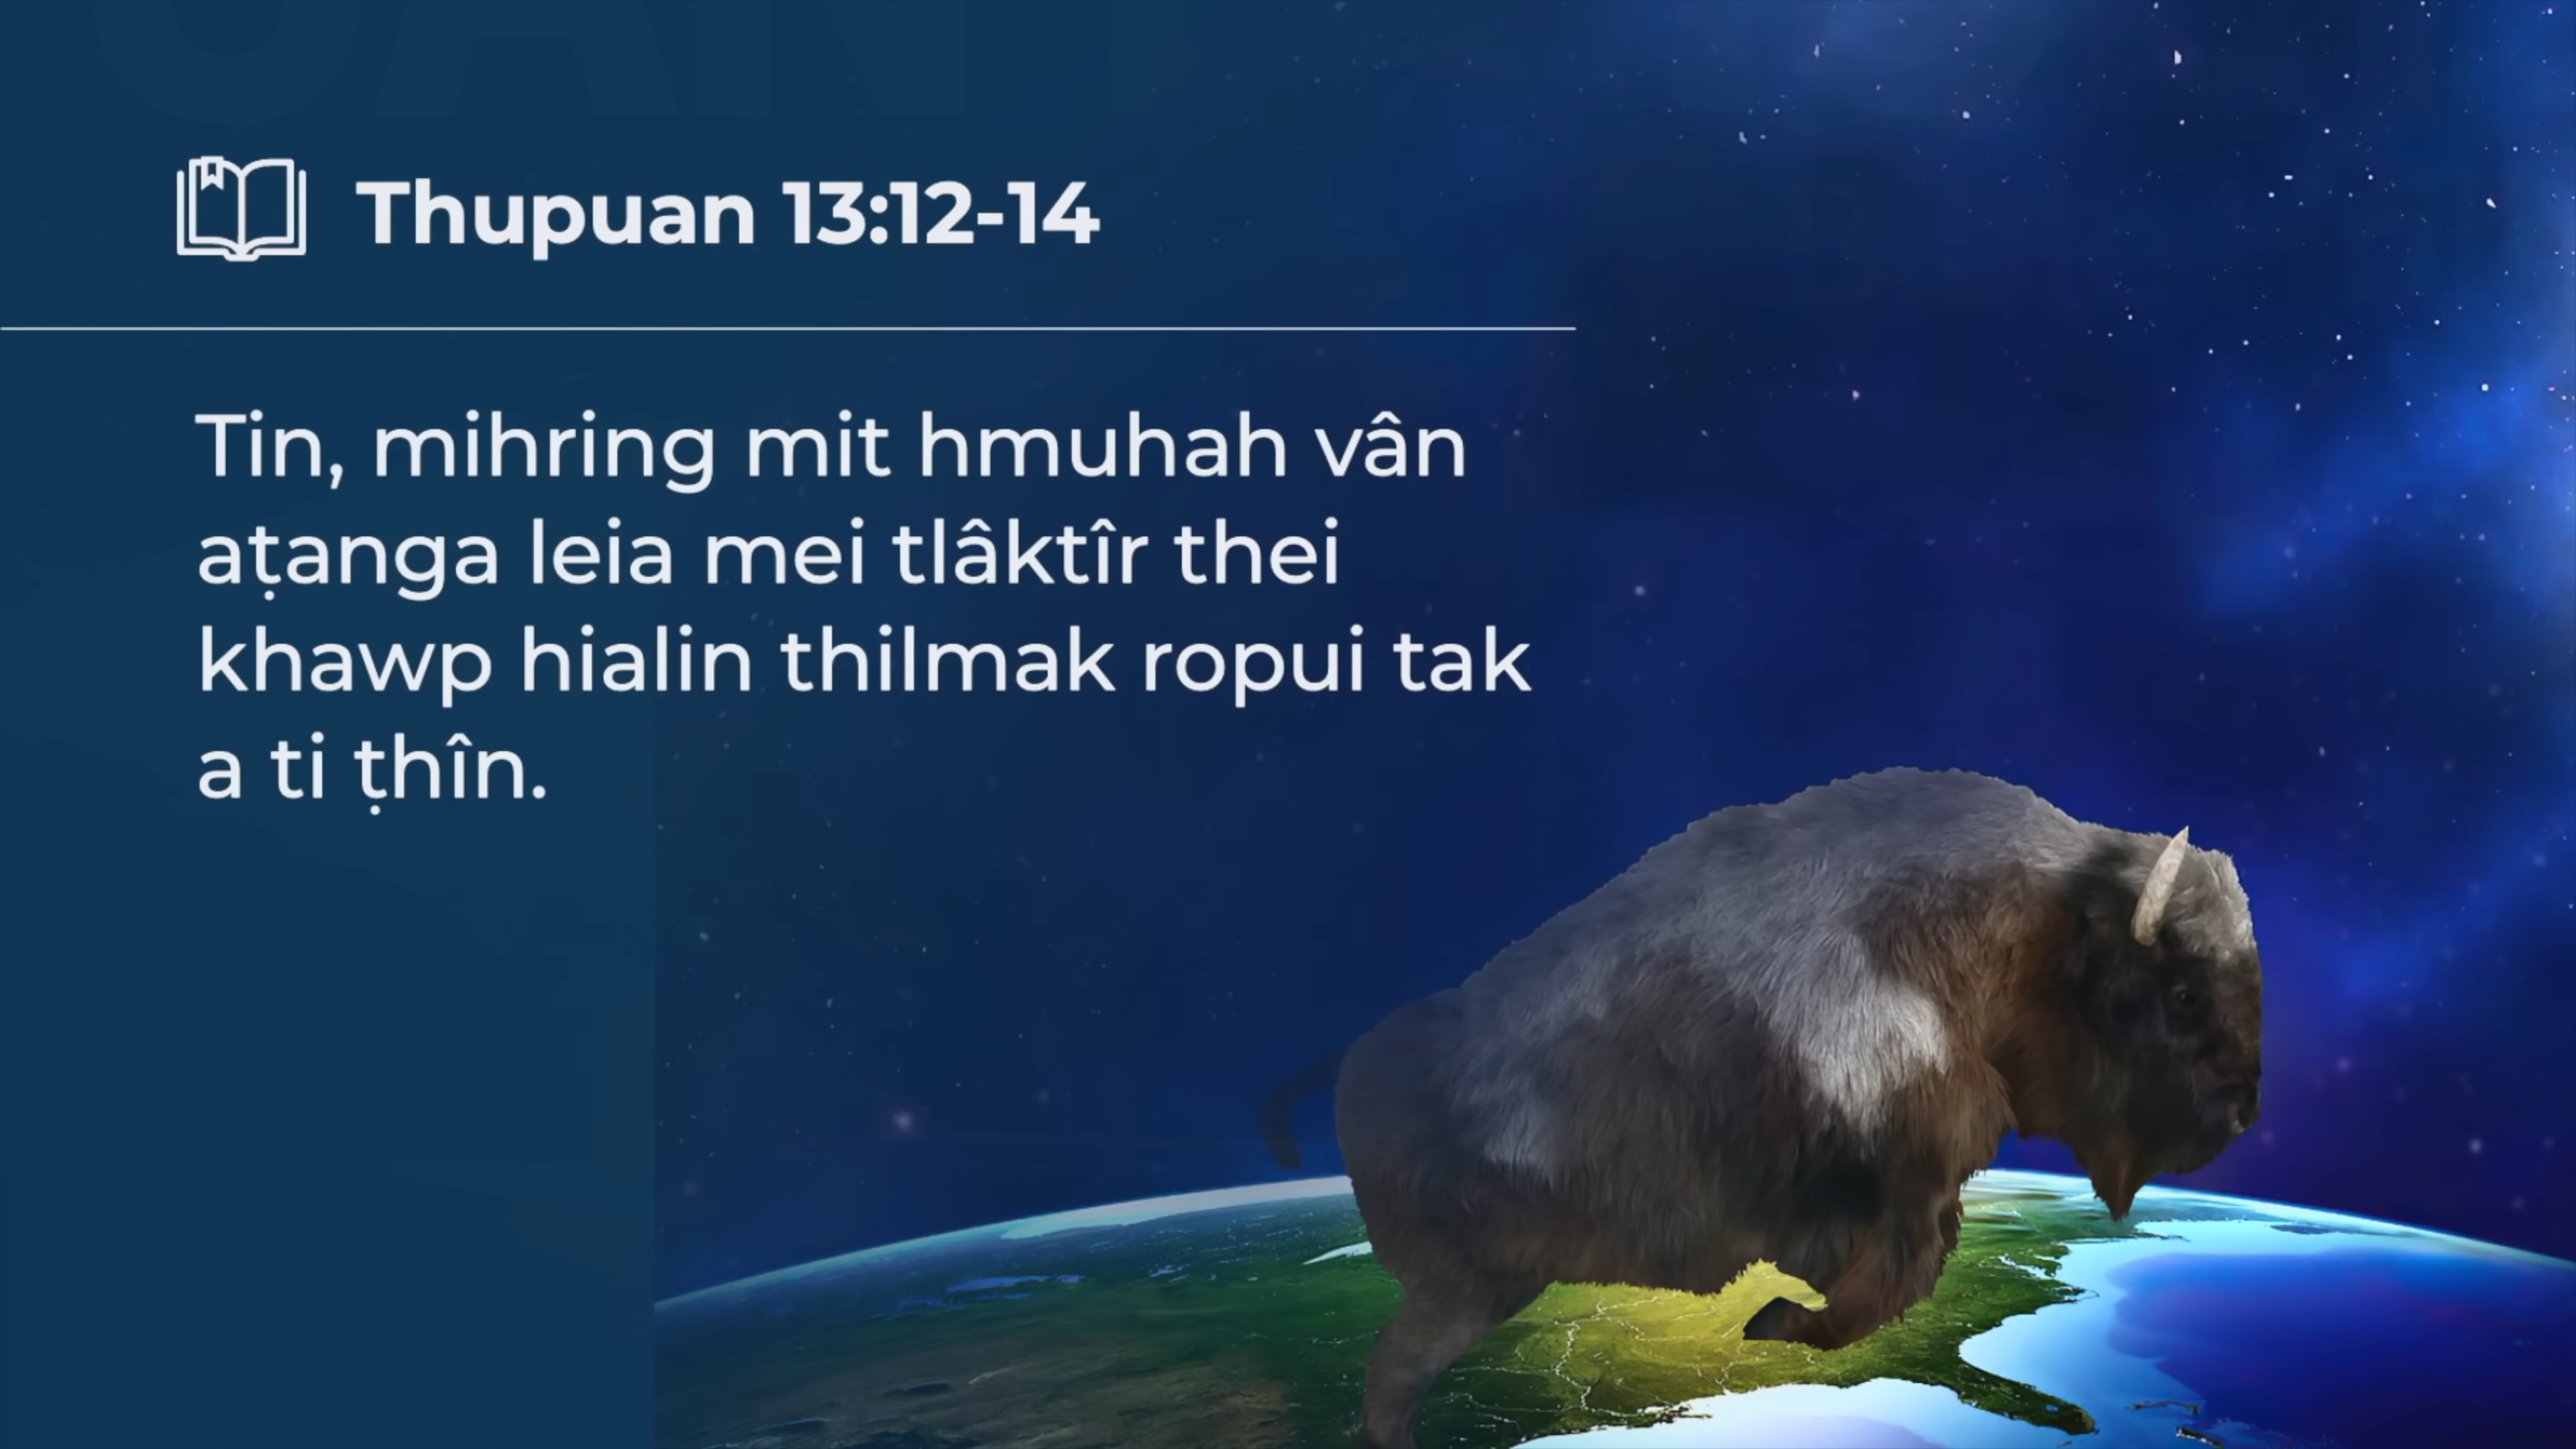 Thupuan 13:12-14
Tin, mihring mit hmuhah vân
aṭanga leia mei tlâktîr thei
khawp hialin thilmak ropui tak
a ti ṭhîn.